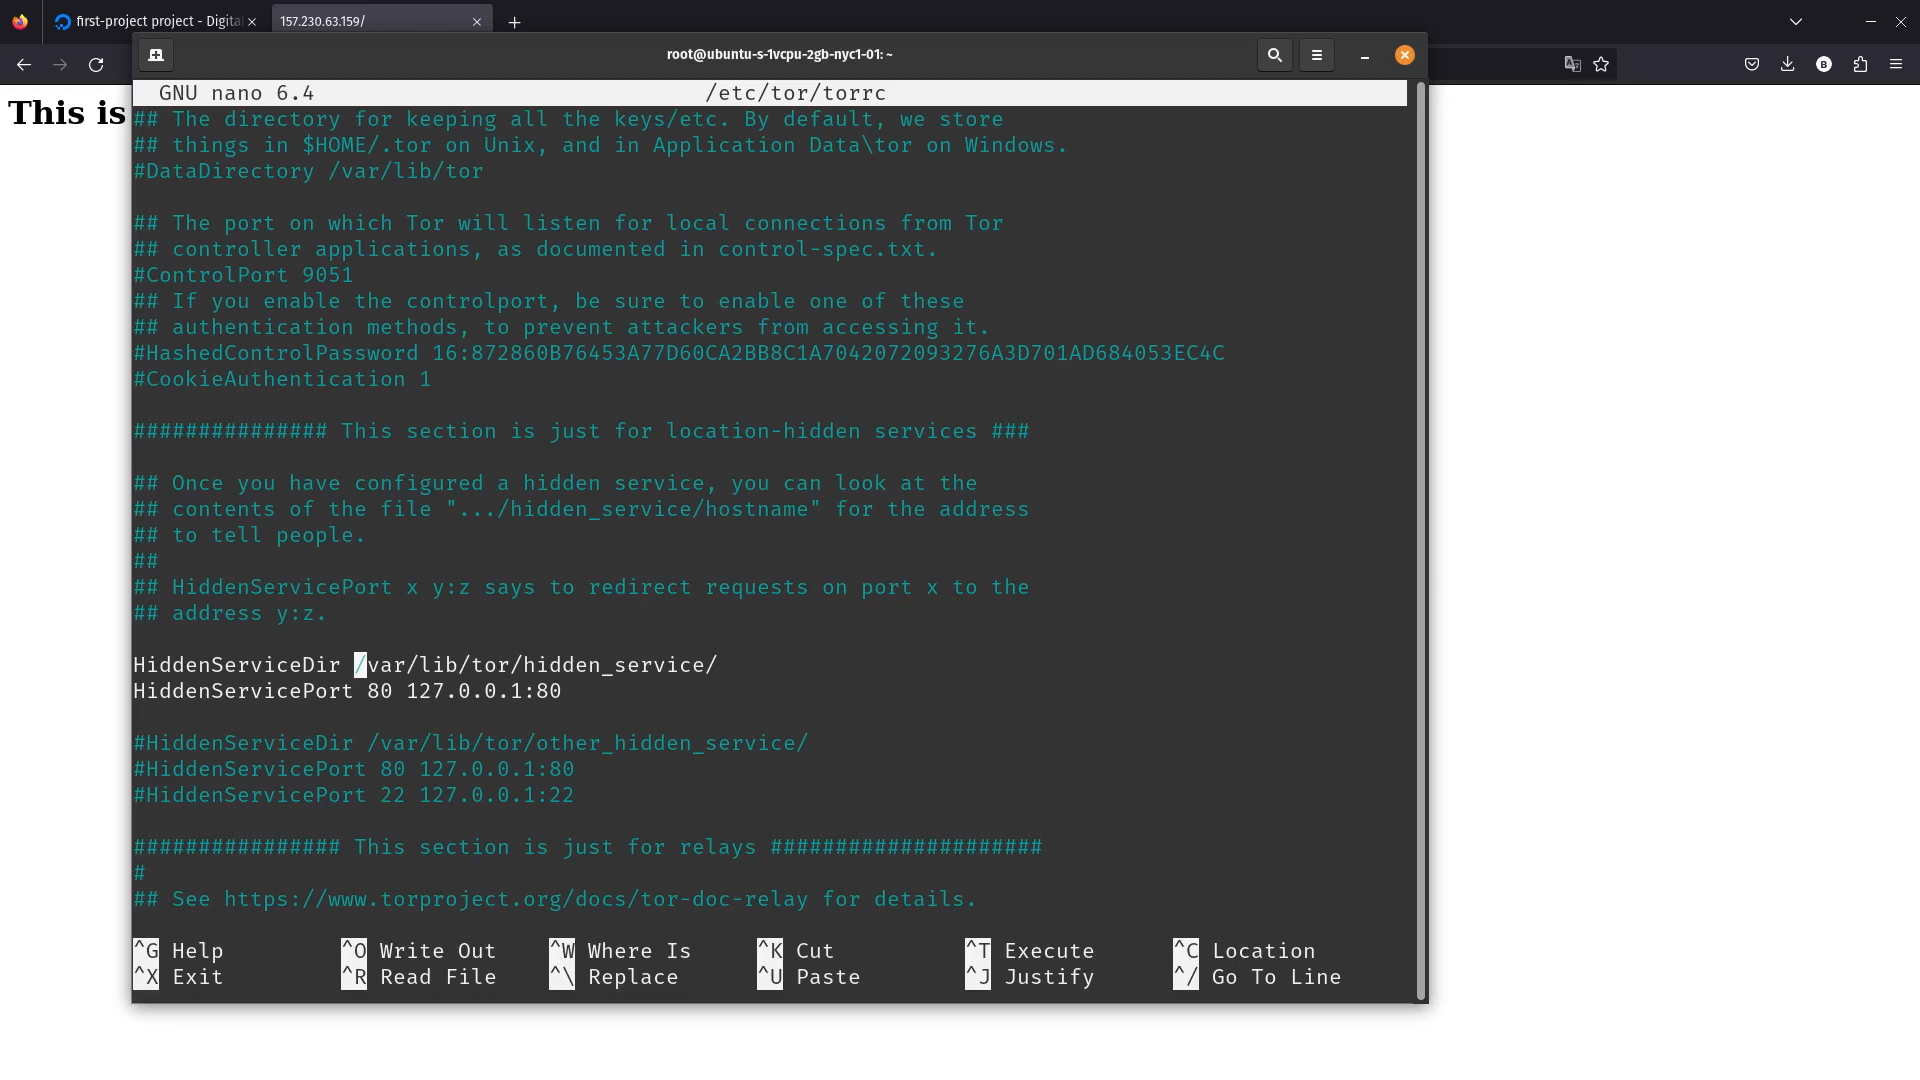 first-project project - Digita
157.230.63.159/
root@ubuntu-s-1vcpu-2gb-nyc1-01: ~
B
This is
GNU nano 6.4 /etc/tor/torrc
## The directory for keeping all the keys/etc. By default, we store
## things in $HOME/.tor on Unix, and in Application Data\tor on Windows.
#DataDirectory /var/lib/tor
## The port on which Tor will listen for local connections from Tor
## controller applications, as documented in control-spec.txt.
#ControlPort 9051
## If you enable the controlport, be sure to enable one of these
## authentication methods, to prevent attackers from accessing it.
#HashedControlPassword 16:872860B76453A77D60CA2BB8C1A7042072093276A3D701AD684053EC4C
#CookieAuthentication 1
############### This section is just for location-hidden services ###
## Once you have configured a hidden service, you can look at the
## contents of the file ".../hidden_service/hostname" for the address
## to tell people.
##
## HiddenServicePort x y:z says to redirect requests on port x to the
## address y:z.
HiddenServiceDir /var/lib/tor/hidden_service/
HiddenServicePort 80 127.0.0.1:80
#HiddenServiceDir /var/lib/tor/other_hidden_service/
#HiddenServicePort 80 127.0.0.1:80
#HiddenServicePort 22 127.0.0.1:22
################ This section is just for relays #####################
#
## See https://www.torproject.org/docs/tor-doc-relay for details.
^G Help ^O Write Out ^W Where Is ^K Cut ^T Execute ^C Location
^X Exit ^R Read File ^\ Replace ^U Paste ^J Justify ^/ Go To Line